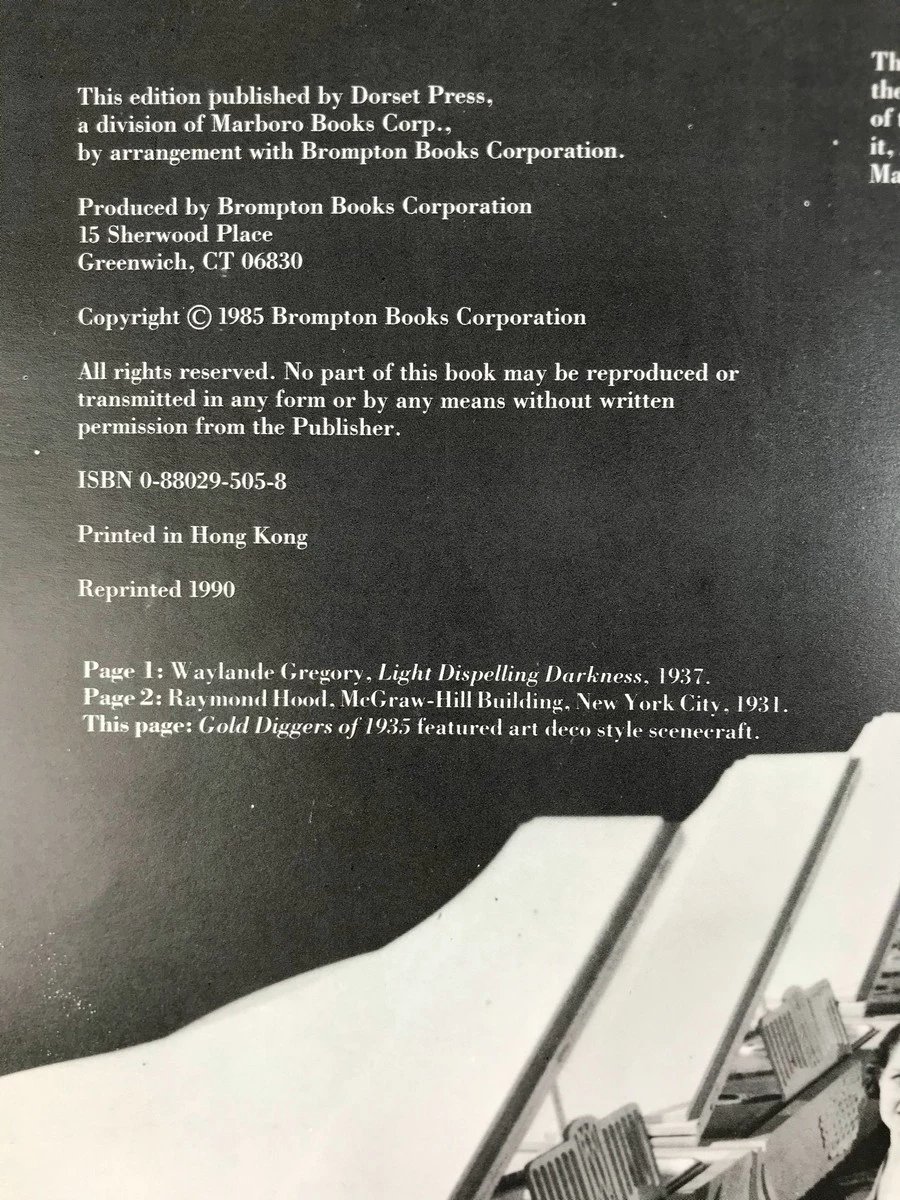 This edition published by Dorset Press,
a division of Marboro Books Corp.,
by arrangement with Brompton Books Corporation.
Produced by Brompton Books Corporation
15 Sherwood Place
Greenwich, CT 06830
Copyright © 1985 Brompton Books Corporation
All rights reserved. No part of this book may be reproduced or
transmitted in any form or by any means without written
permission from the Publisher.
ISBN 0-88029-505-8
Printed in Hong Kong
Reprinted 1990
Page 1: Waylande Gregory, Light Dispelling Darkness, 1937.
Page 2: Raymond Hood, McGraw-Hill Building, New York City, 1931.
This page: Gold Diggers of 1935 featured art deco style scenecraft.
of
it,